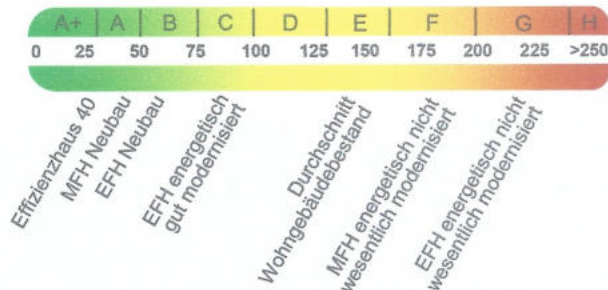 A+ A B C D E F G H
0 25 50 75 100 125 150 175 200 225 >250
Effizienzhaus 40
MFH Neubau
EFH Neubau
EFH energetisch
gut modernisiert
Durchschnitt
Wohngebäudebestand
MFH energetisch nicht
wesentlich modernisiert
EFH energetisch nicht
wesentlich modernisiert